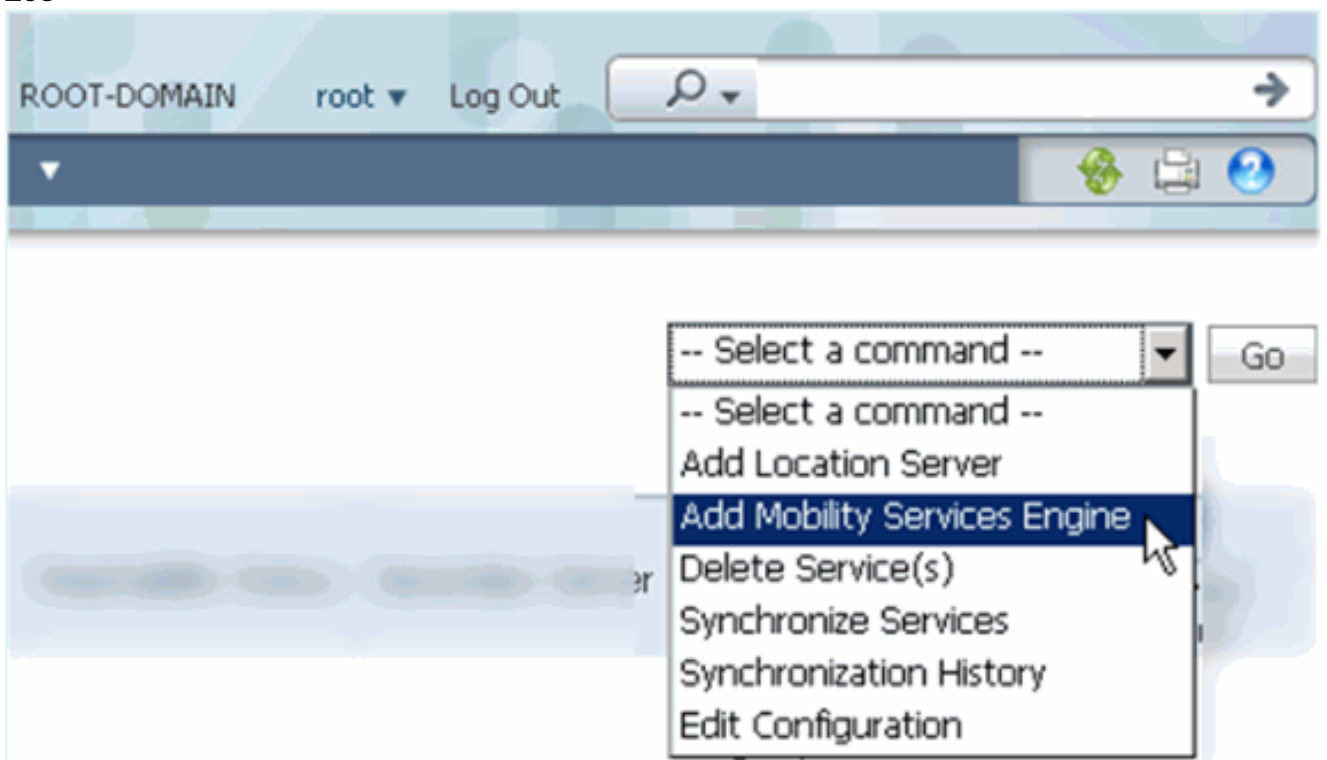 ROOT-DOMAIN root Log Out
-- Select a command -- Go
-- Select a command --
Add Location Server
Add Mobility Services Engine
Delete Service(s)
er
Synchronize Services
Synchronization History
Edit Configuration